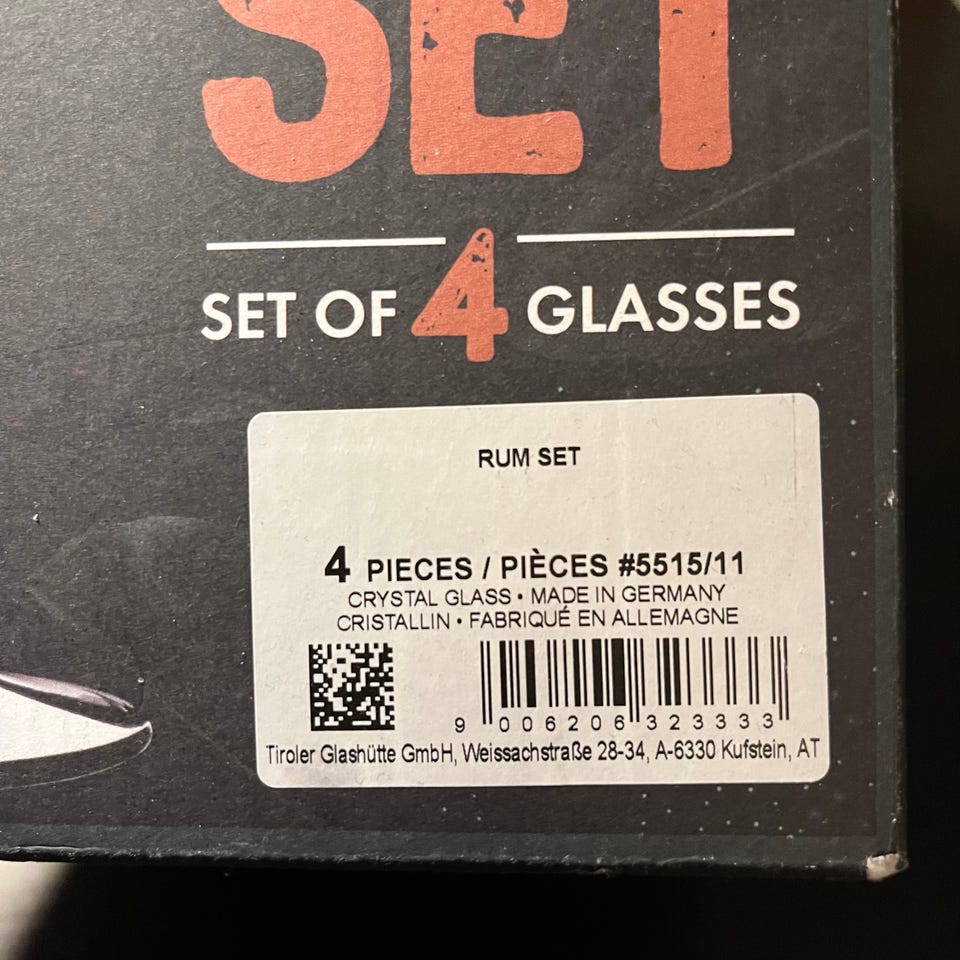 SET
SET OF 4 GLASSES
RUM SET
4 PIECES / PIÈCES #5515/11
CRYSTAL GLASS • MADE IN GERMANY
CRISTALLIN • FABRIQUÉ EN ALLEMAGNE
9 006206 323333
Tiroler Glashütte GmbH, Weissachstraße 28-34, A-6330 Kufstein, AT